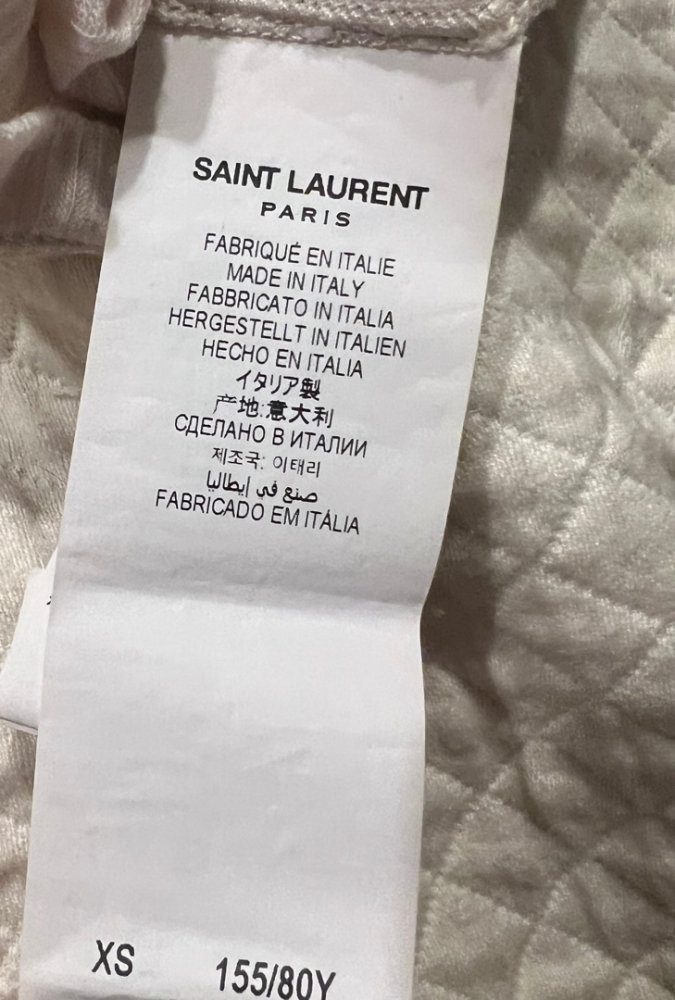 SAINT LAURENT
PARIS
FABRIQUÉ EN ITALIE
MADE IN ITALY
FABBRICATO IN ITALIA
HERGESTELLT IN ITALIEN
HECHO EN ITALIA
イタリア製
产地:意大利
СДЕЛАНО В ИТАЛИИ
제조국: 이태리
صنع في إيطاليا
FABRICADO EM ITÁLIA
XS 155/80Y